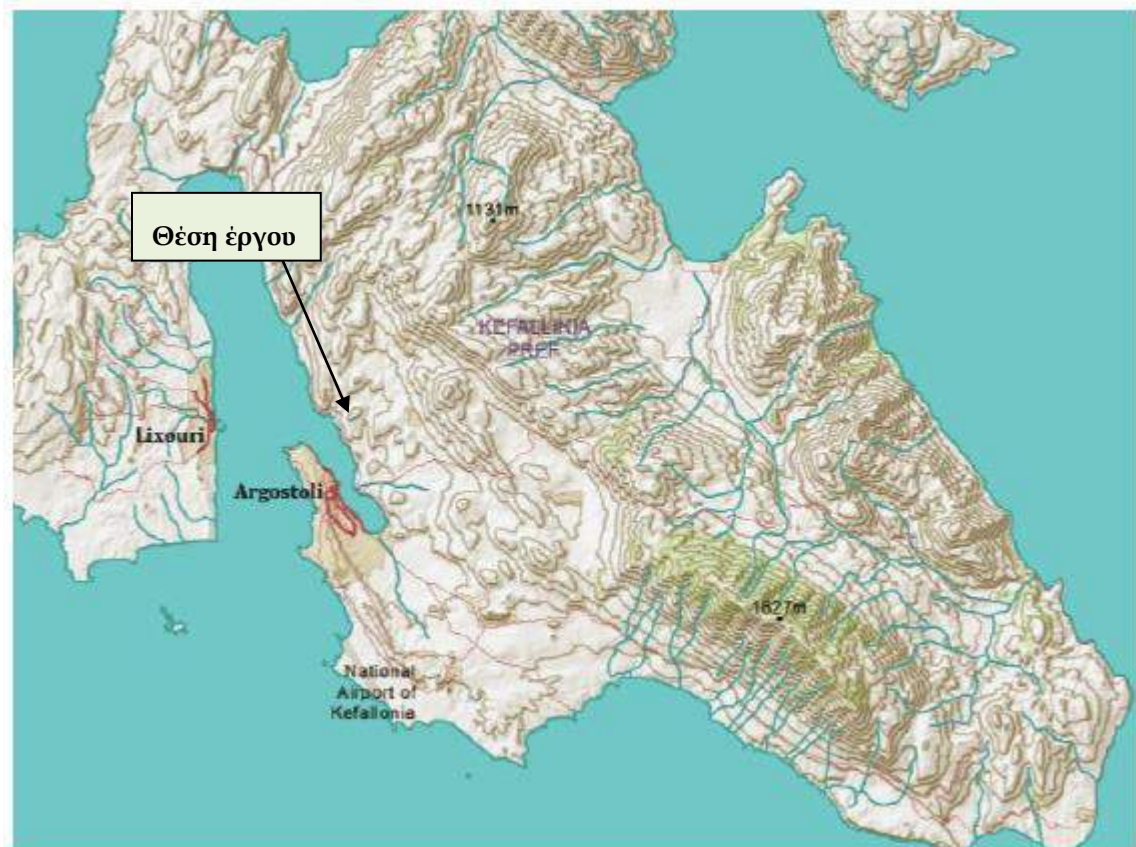 1131m
Θέση έργου
KEFALLINIA
PREF
Lixouri
Argostoli
1627m
National
Airport of
Kefallonia